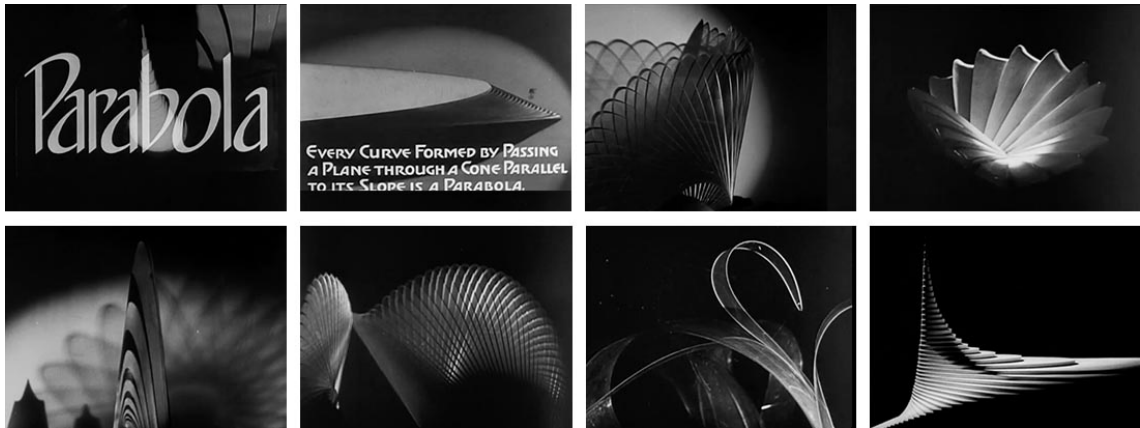 Parabola
EVERY CURVE FORMED BY PASSING
A PLANE THROUGH A CONE PARALLEL
TO ITS SLOPE IS A PARABOLA.